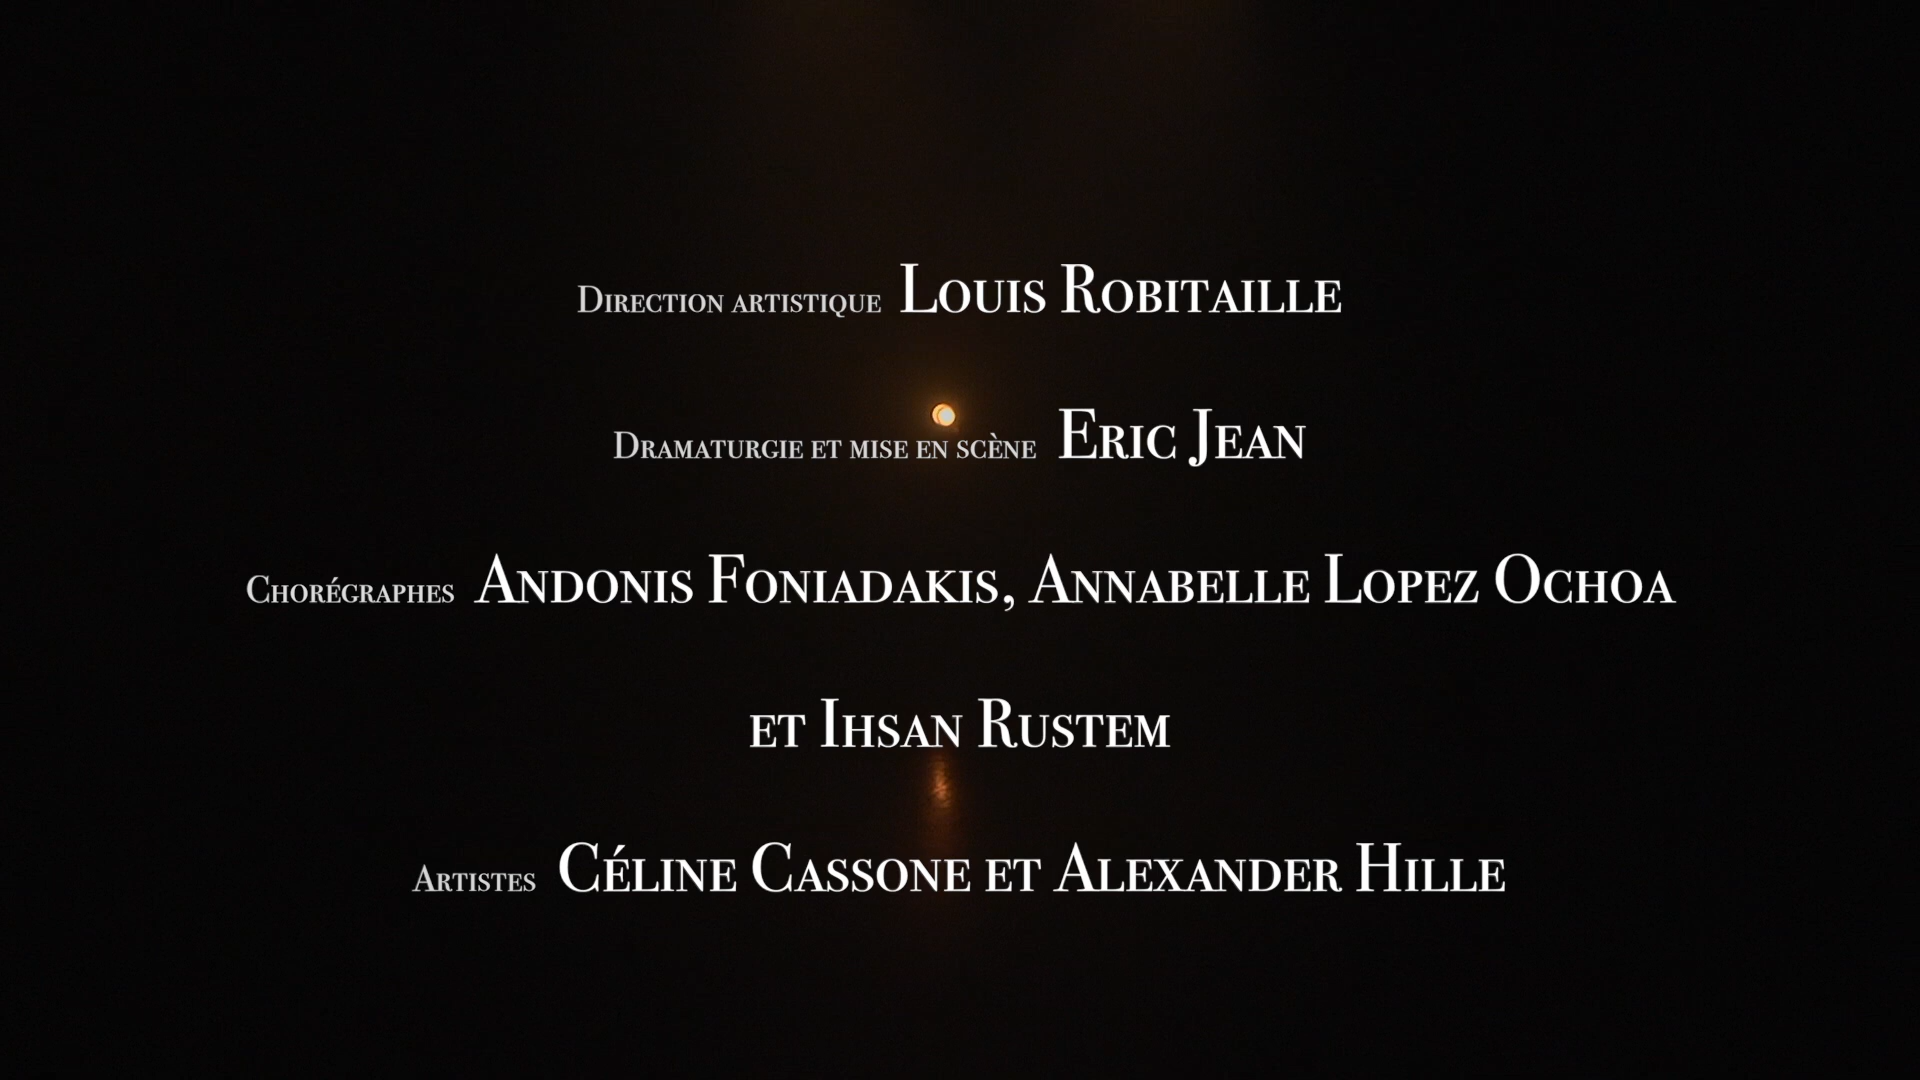 Direction artistique Louis Robitaille
Dramaturgie et mise en scène Eric Jean
Chorégraphes Andonis Foniadakis, Annabelle Lopez Ochoa
et Ihsan Rustem
Artistes Céline Cassone et Alexander Hille